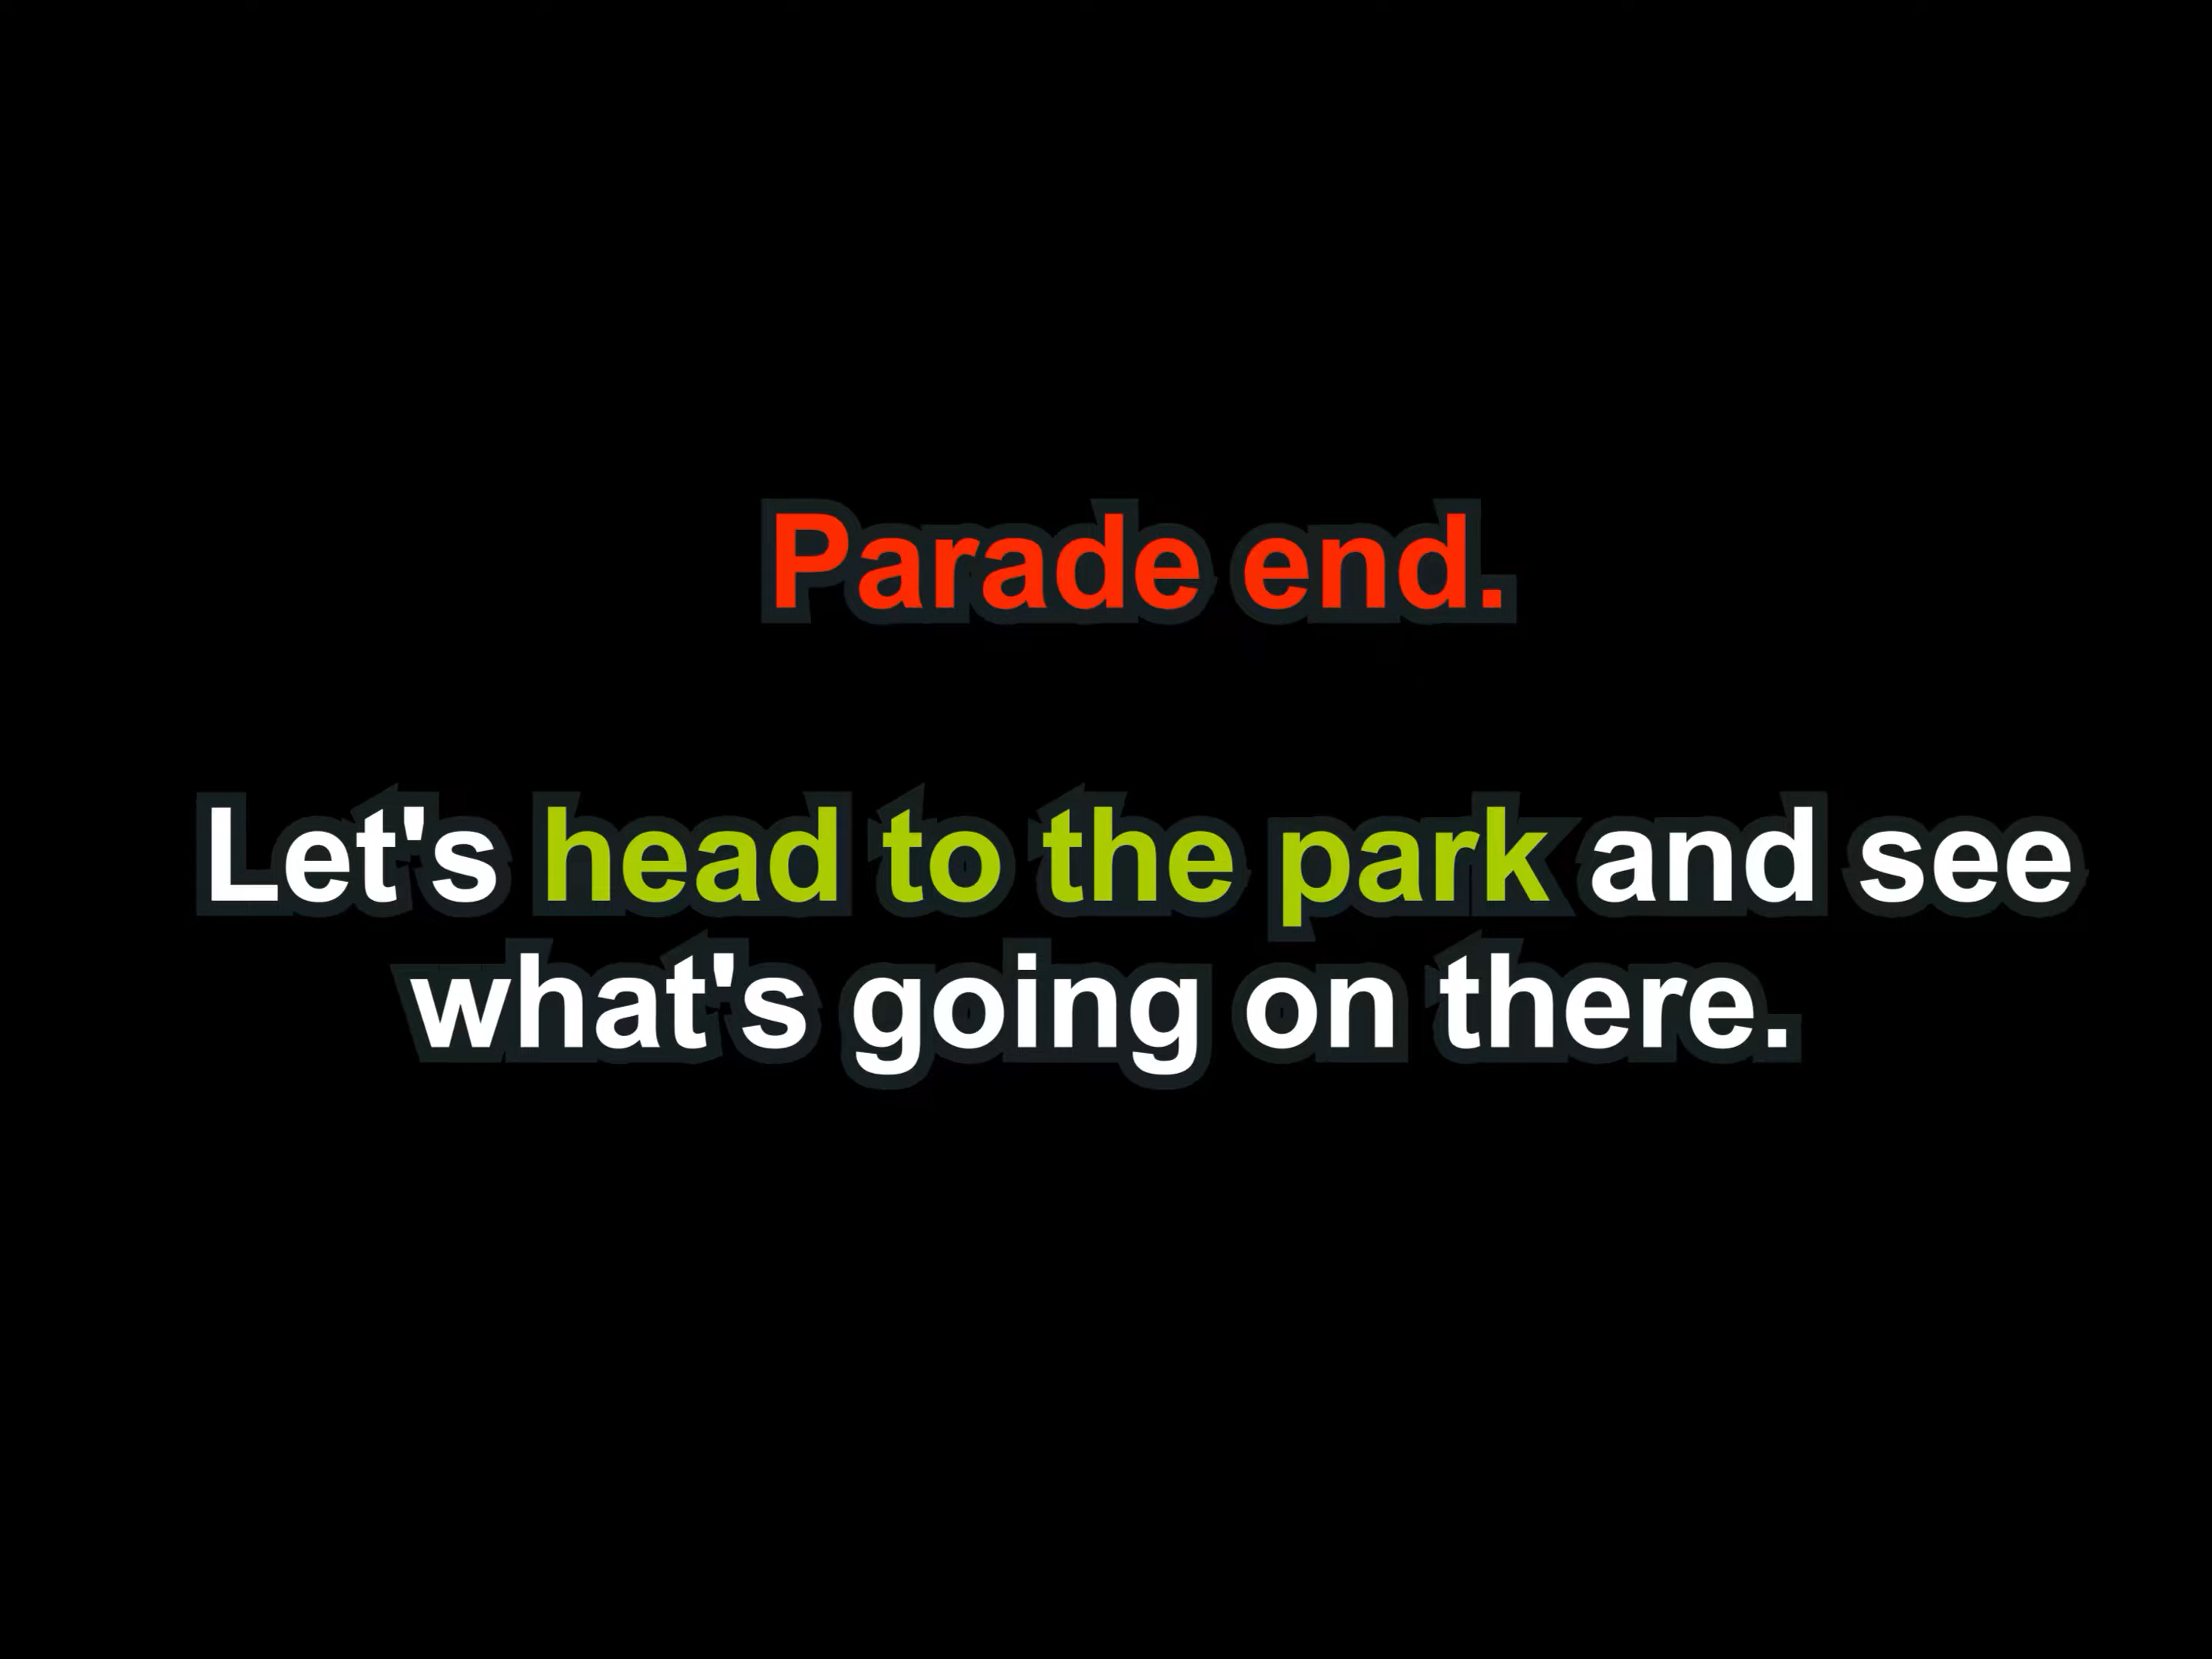 Parade end.
Let's head to the park and see
what's going on there.